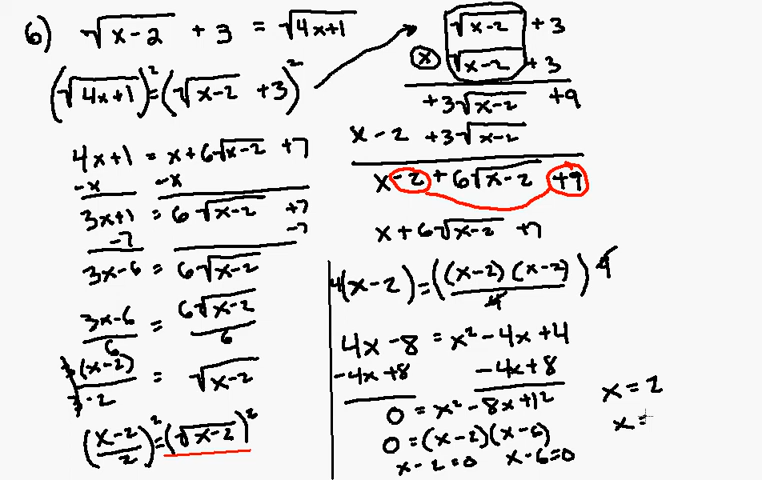 6) √(x-2) + 3 = √(4x+1)
(√(4x+1))² = (√(x-2) + 3)²
4x+1 = x+6√(x-2) +7
-x -x
3x+1 = 6√(x-2) +7
-7 -7
3x-6 = 6√(x-2)
3x-6/6 = 6√(x-2)/6
3(x-2)/3·2 = √(x-2)
(x-2/2)² = (√(x-2))²
√(x-2) +3
x √(x-2) +3
+3√(x-2) +9
x-2 +3√(x-2)
x-2 + 6√(x-2) +9
x+6√(x-2) +7
4(x-2) = ((x-2)(x-2)/4) 4
4x-8 = x²-4x+4
-4x+8 -4x+8
0 = x²-8x+12
0 = (x-2)(x-6)
x-2=0 x-6=0
x = 2
x =